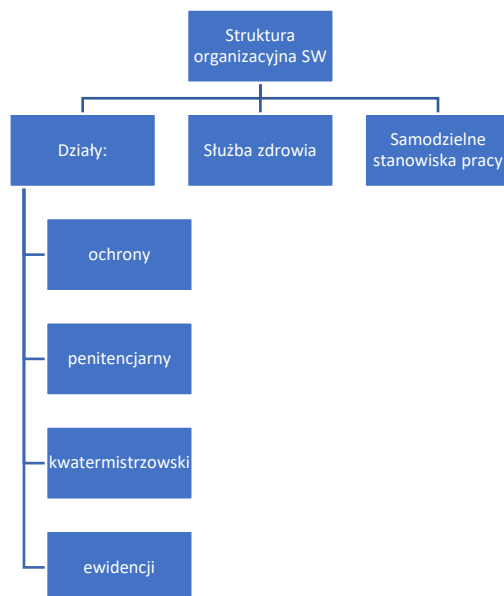 Struktura
organizacyjna SW
Działy:
Służba zdrowia
Samodzielne
stanowiska pracy
ochrony
penitencjarny
kwatermistrzowski
ewidencji